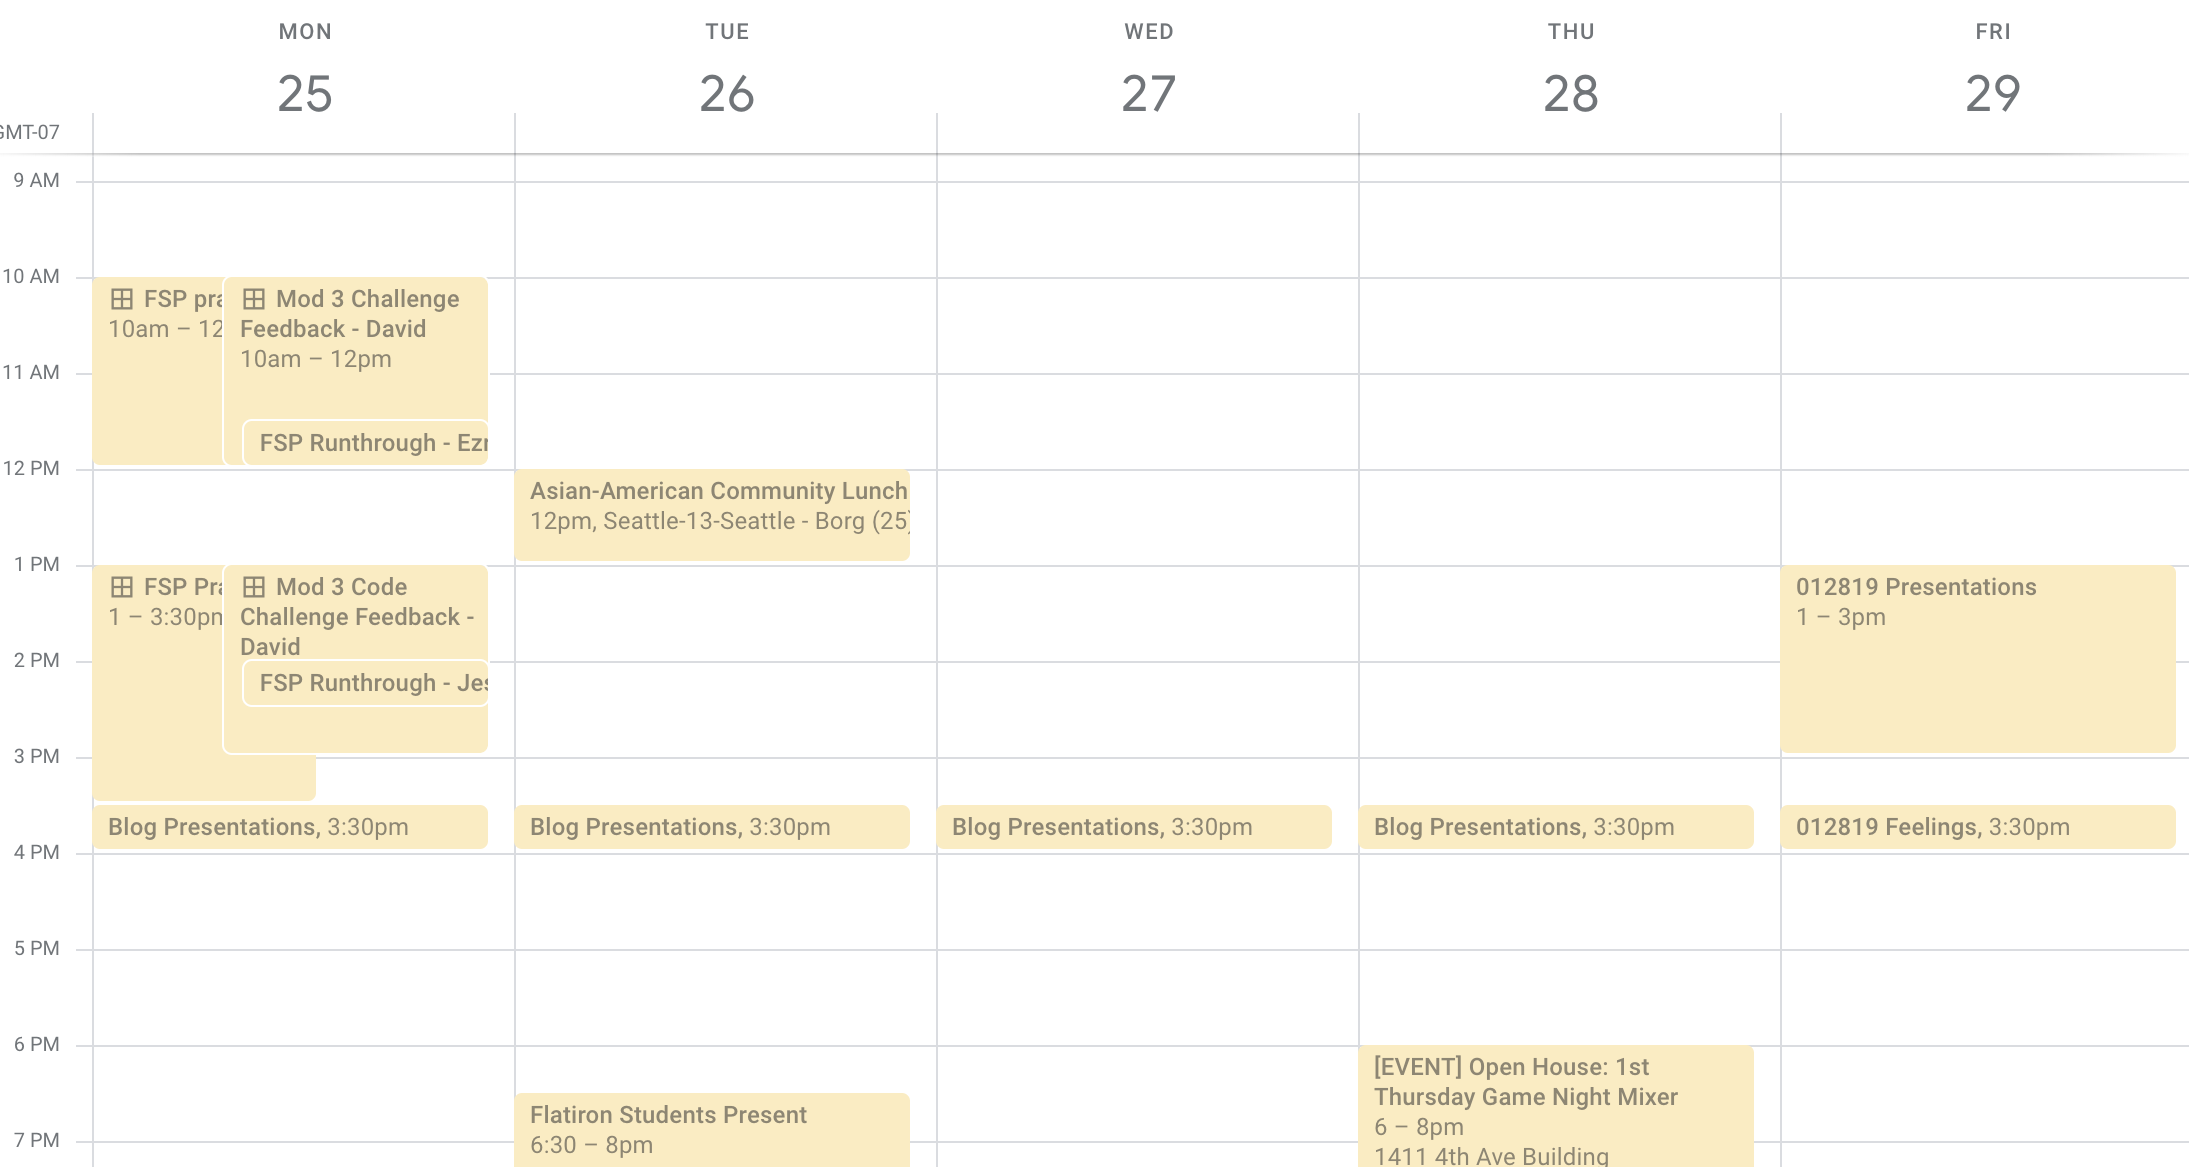 MON
25
TUE
26
WED
27
THU
28
FRI
29
GMT-07
9 AM
10 AM
11 AM
12 PM
1 PM
2 PM
3 PM
4 PM
5 PM
6 PM
7 PM
FSP pra
10am – 12
Mod 3 Challenge
Feedback - David
10am – 12pm
FSP Runthrough - Ezr
FSP Pra
1 – 3:30pm
Mod 3 Code
Challenge Feedback -
David
FSP Runthrough - Jes
Blog Presentations, 3:30pm
Asian-American Community Lunch
12pm, Seattle-13-Seattle - Borg (25)
Blog Presentations, 3:30pm
Flatiron Students Present
6:30 – 8pm
Blog Presentations, 3:30pm
Blog Presentations, 3:30pm
[EVENT] Open House: 1st
Thursday Game Night Mixer
6 – 8pm
1411 4th Ave Building
012819 Presentations
1 – 3pm
012819 Feelings, 3:30pm